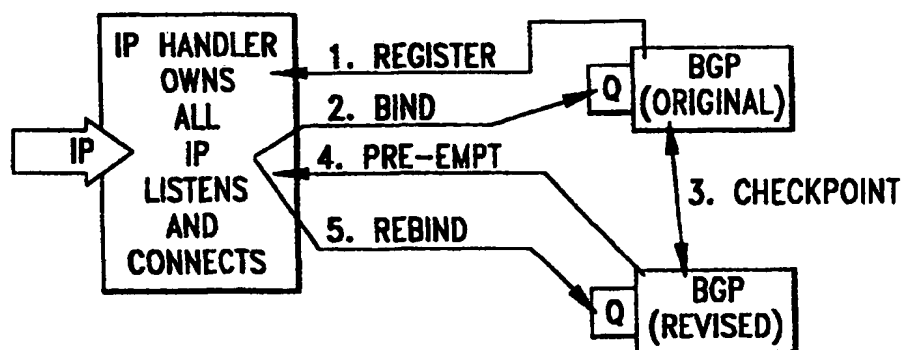 IP HANDLER
OWNS
ALL
IP
LISTENS
AND
CONNECTS
IP
1. REGISTER
2. BIND
4. PRE-EMPT
5. REBIND
Q
BGP
(ORIGINAL)
3. CHECKPOINT
Q
BGP
(REVISED)